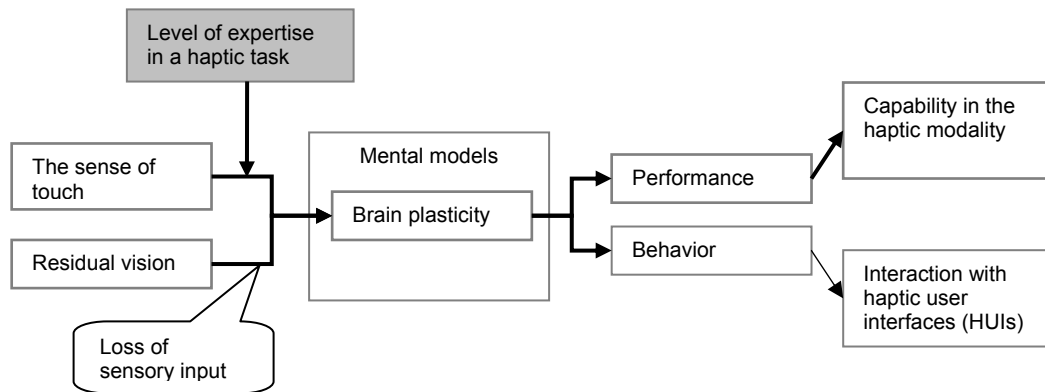 Level of expertise
in a haptic task
Capability in the
haptic modality
The sense of
touch
Mental models
Performance
Brain plasticity
Residual vision
Behavior
Interaction with
haptic user
interfaces (HUIs)
Loss of
sensory input